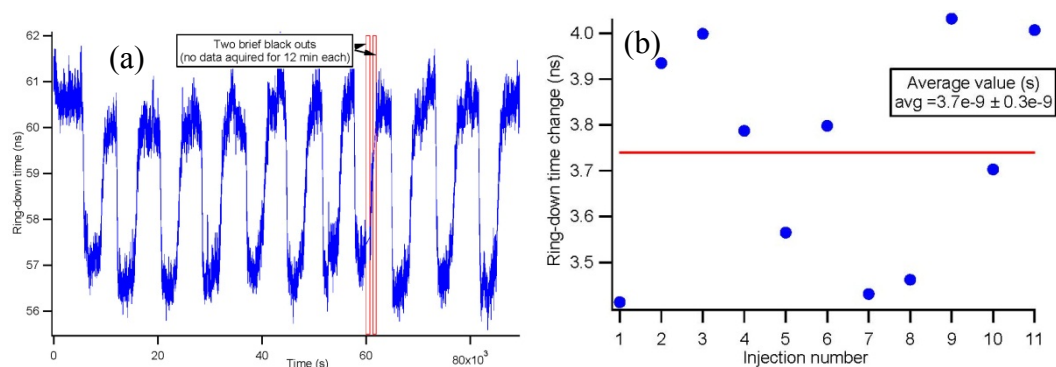 (a)
Two brief black outs
(no data aquired for 12 min each)
Ring-down time (ns)
62
61
60
59
58
57
56
0
20
40
60
80x10³
Time (s)
(b)
Ring-down time change (ns)
4.0
3.9
3.8
3.7
3.6
3.5
Average value (s)
avg =3.7e-9 ± 0.3e-9
1 2 3 4 5 6 7 8 9 10 11
Injection number